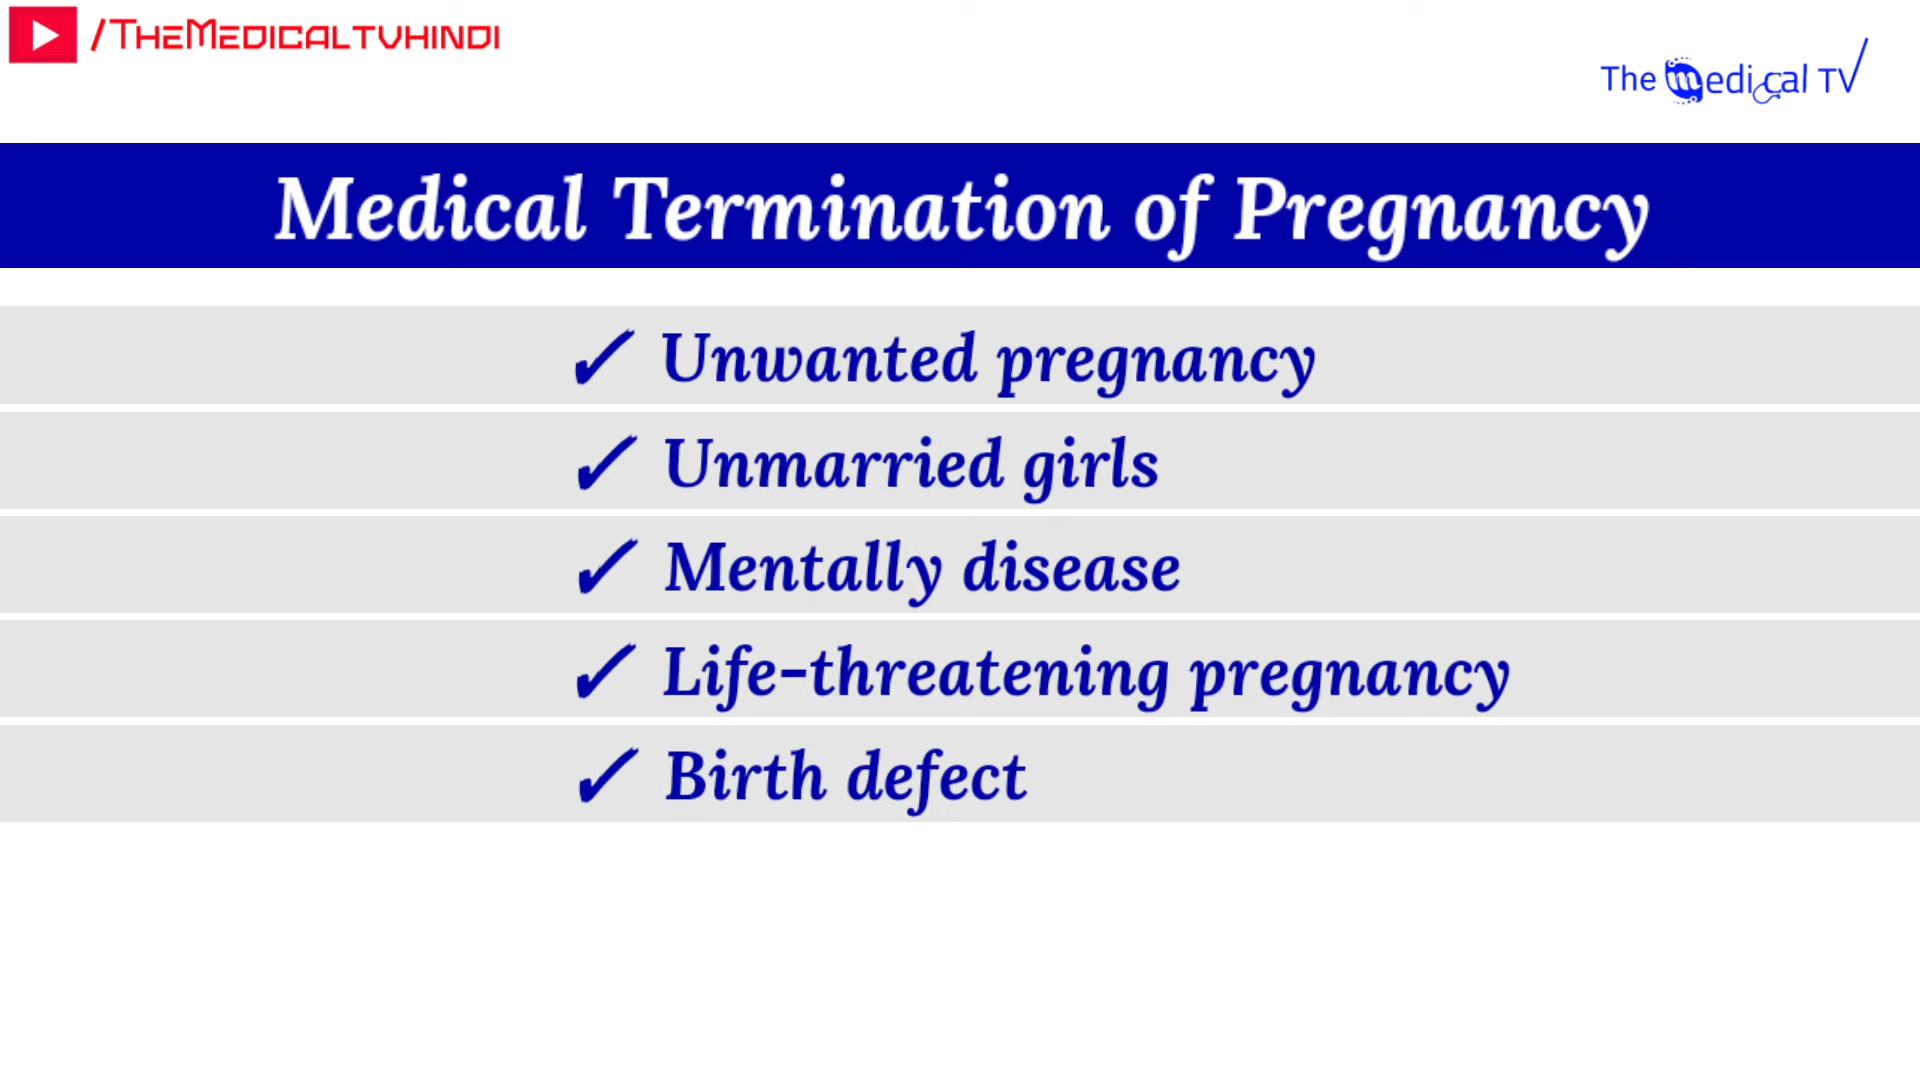 /TheMedicaltvhindi
The Medical TV
Medical Termination of Pregnancy
✓ Unwanted pregnancy
✓ Unmarried girls
✓ Mentally disease
✓ Life-threatening pregnancy
✓ Birth defect